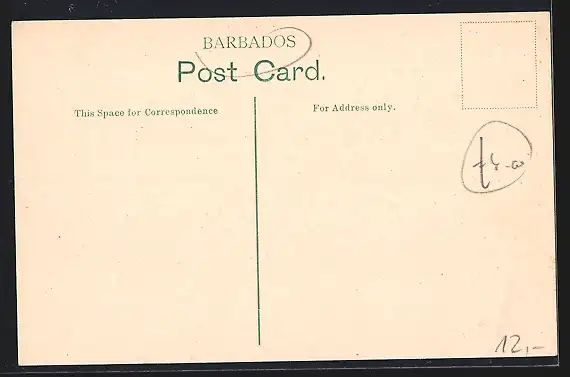 BARBADOS
Post Card.
This Space for Correspondence
For Address only.
12,-